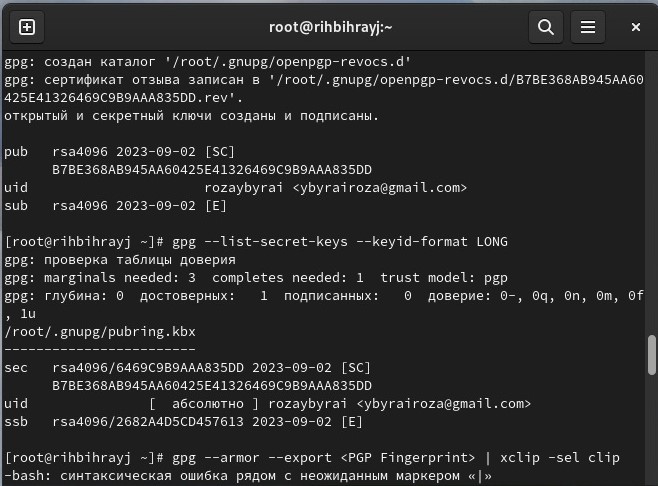 root@rihbihrayj:~
gpg: создан каталог '/root/.gnupg/openpgp-revocs.d'
gpg: сертификат отзыва записан в '/root/.gnupg/openpgp-revocs.d/B7BE368AB945AA60
425E41326469C9B9AAA835DD.rev'.
открытый и секретный ключи созданы и подписаны.
pub   rsa4096 2023-09-02 [SC]
      B7BE368AB945AA60425E41326469C9B9AAA835DD
uid                      rozaybyrai <ybyrairoza@gmail.com>
sub   rsa4096 2023-09-02 [E]
[root@rihbihrayj ~]# gpg --list-secret-keys --keyid-format LONG
gpg: проверка таблицы доверия
gpg: marginals needed: 3  completes needed: 1  trust model: pgp
gpg: глубина: 0  достоверных:   1  подписанных:   0  доверие: 0-, 0q, 0n, 0m, 0f
, 1u
/root/.gnupg/pubring.kbx
------------------------
sec   rsa4096/6469C9B9AAA835DD 2023-09-02 [SC]
      B7BE368AB945AA60425E41326469C9B9AAA835DD
uid               [  абсолютно ] rozaybyrai <ybyrairoza@gmail.com>
ssb   rsa4096/2682A4D5CD457613 2023-09-02 [E]
[root@rihbihrayj ~]# gpg --armor --export <PGP Fingerprint> | xclip -sel clip
-bash: синтаксическая ошибка рядом с неожиданным маркером «|»